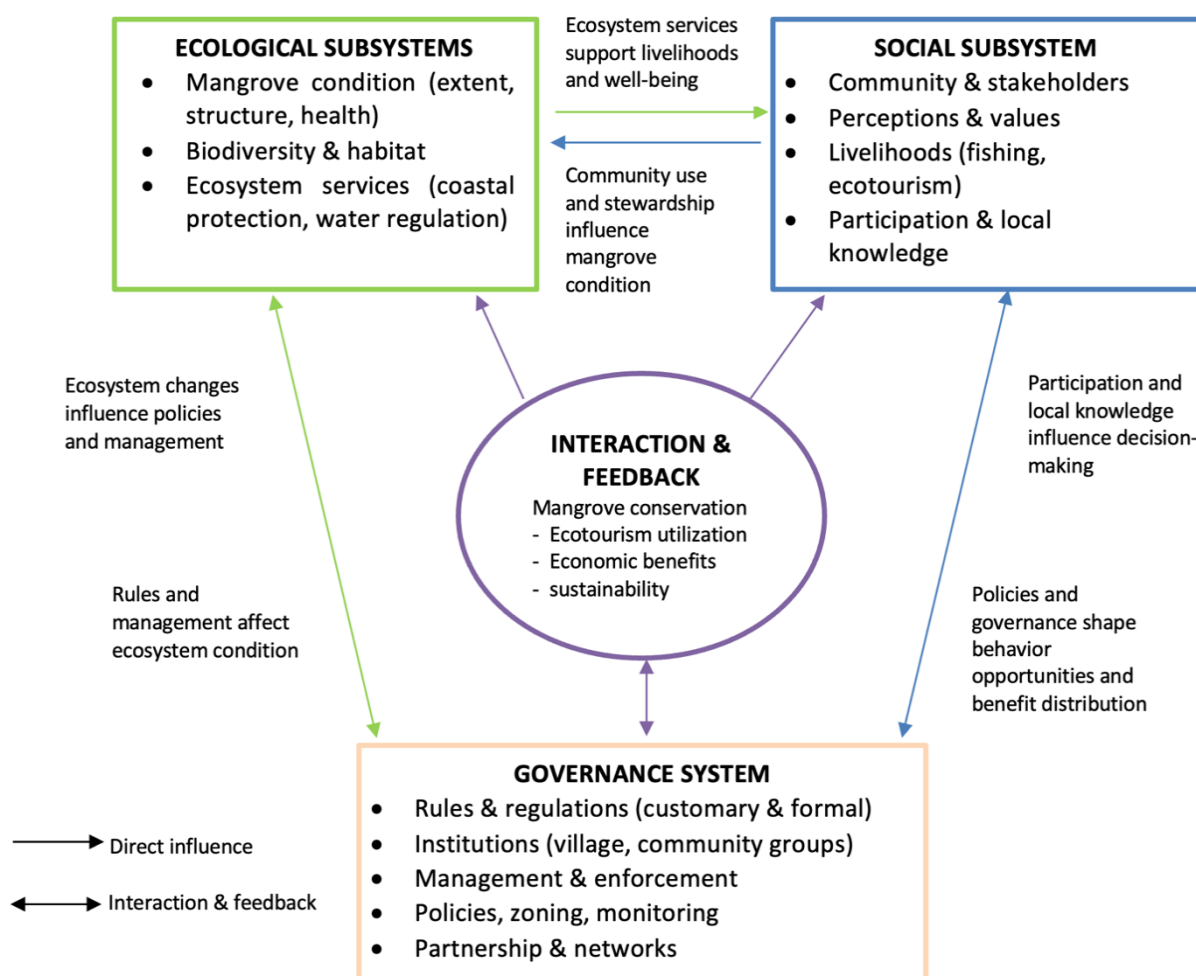 ECOLOGICAL SUBSYSTEMS
• Mangrove condition (extent,
structure, health)
• Biodiversity & habitat
• Ecosystem services (coastal
protection, water regulation)
Ecosystem services
support livelihoods
and well-being
Community use
and stewardship
influence
mangrove
condition
SOCIAL SUBSYSTEM
• Community & stakeholders
• Perceptions & values
• Livelihoods (fishing,
ecotourism)
• Participation & local
knowledge
Ecosystem changes
influence policies
and management
Participation and
local knowledge
influence decision-
making
INTERACTION &
FEEDBACK
Mangrove conservation
- Ecotourism utilization
- Economic benefits
- sustainability
Rules and
management affect
ecosystem condition
Policies and
governance shape
behavior
opportunities and
benefit distribution
GOVERNANCE SYSTEM
• Rules & regulations (customary & formal)
• Institutions (village, community groups)
• Management & enforcement
• Policies, zoning, monitoring
• Partnership & networks
Direct influence
Interaction & feedback